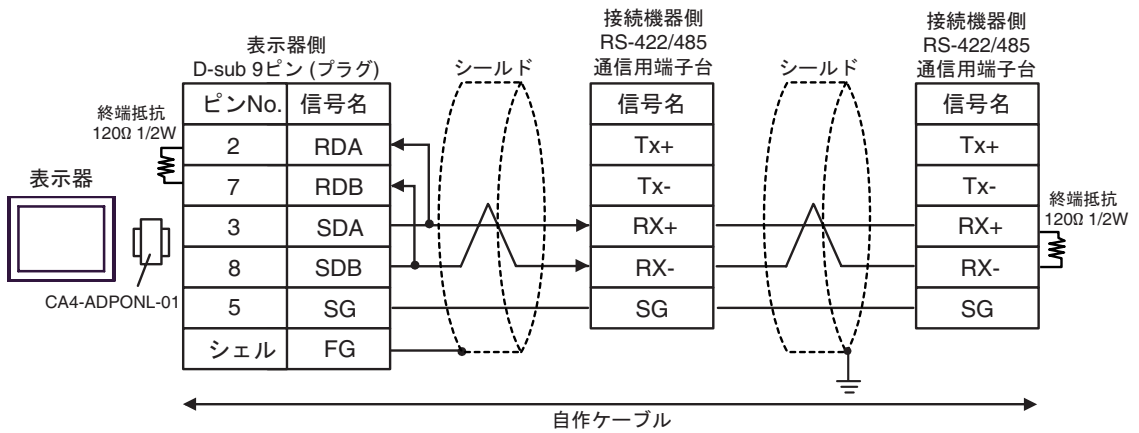 表示器側
D-sub 9ピン (プラグ)
シールド
接続機器側
RS-422/485
通信用端子台
シールド
接続機器側
RS-422/485
通信用端子台
終端抵抗
120Ω 1/2W
ピンNo. 信号名
2 RDA
7 RDB
3 SDA
8 SDB
5 SG
シェル FG
信号名
Tx+
Tx-
RX+
RX-
SG
信号名
Tx+
Tx-
RX+
RX-
SG
終端抵抗
120Ω 1/2W
表示器
CA4-ADPONL-01
自作ケーブル